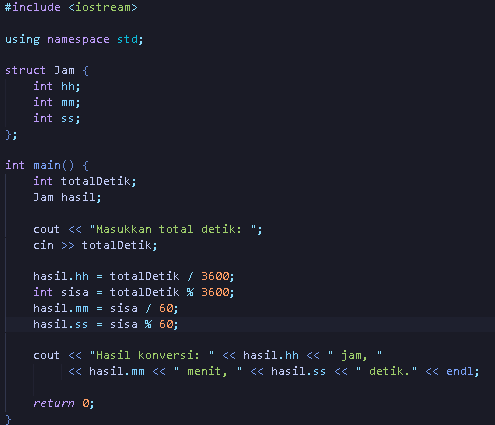 #include <iostream>
using namespace std;
struct Jam {
    int hh;
    int mm;
    int ss;
};
int main() {
    int totalDetik;
    Jam hasil;
    cout << "Masukkan total detik: ";
    cin >> totalDetik;
    hasil.hh = totalDetik / 3600;
    int sisa = totalDetik % 3600;
    hasil.mm = sisa / 60;
    hasil.ss = sisa % 60;
    cout << "Hasil konversi: " << hasil.hh << " jam, "
         << hasil.mm << " menit, " << hasil.ss << " detik." << endl;
    return 0;
}